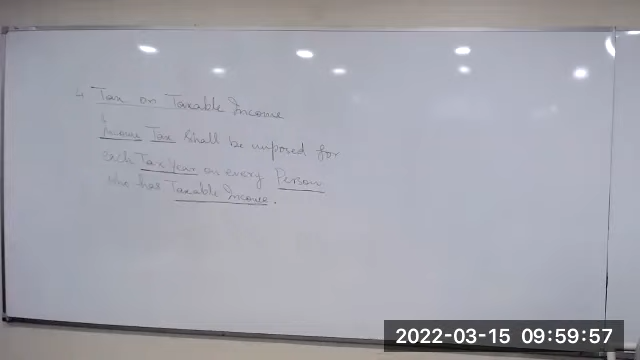 4 Tax on Taxable Income
Income Tax shall be imposed for
each Tax Year on every Person
who has Taxable Income.
2022-03-15 09:59:57